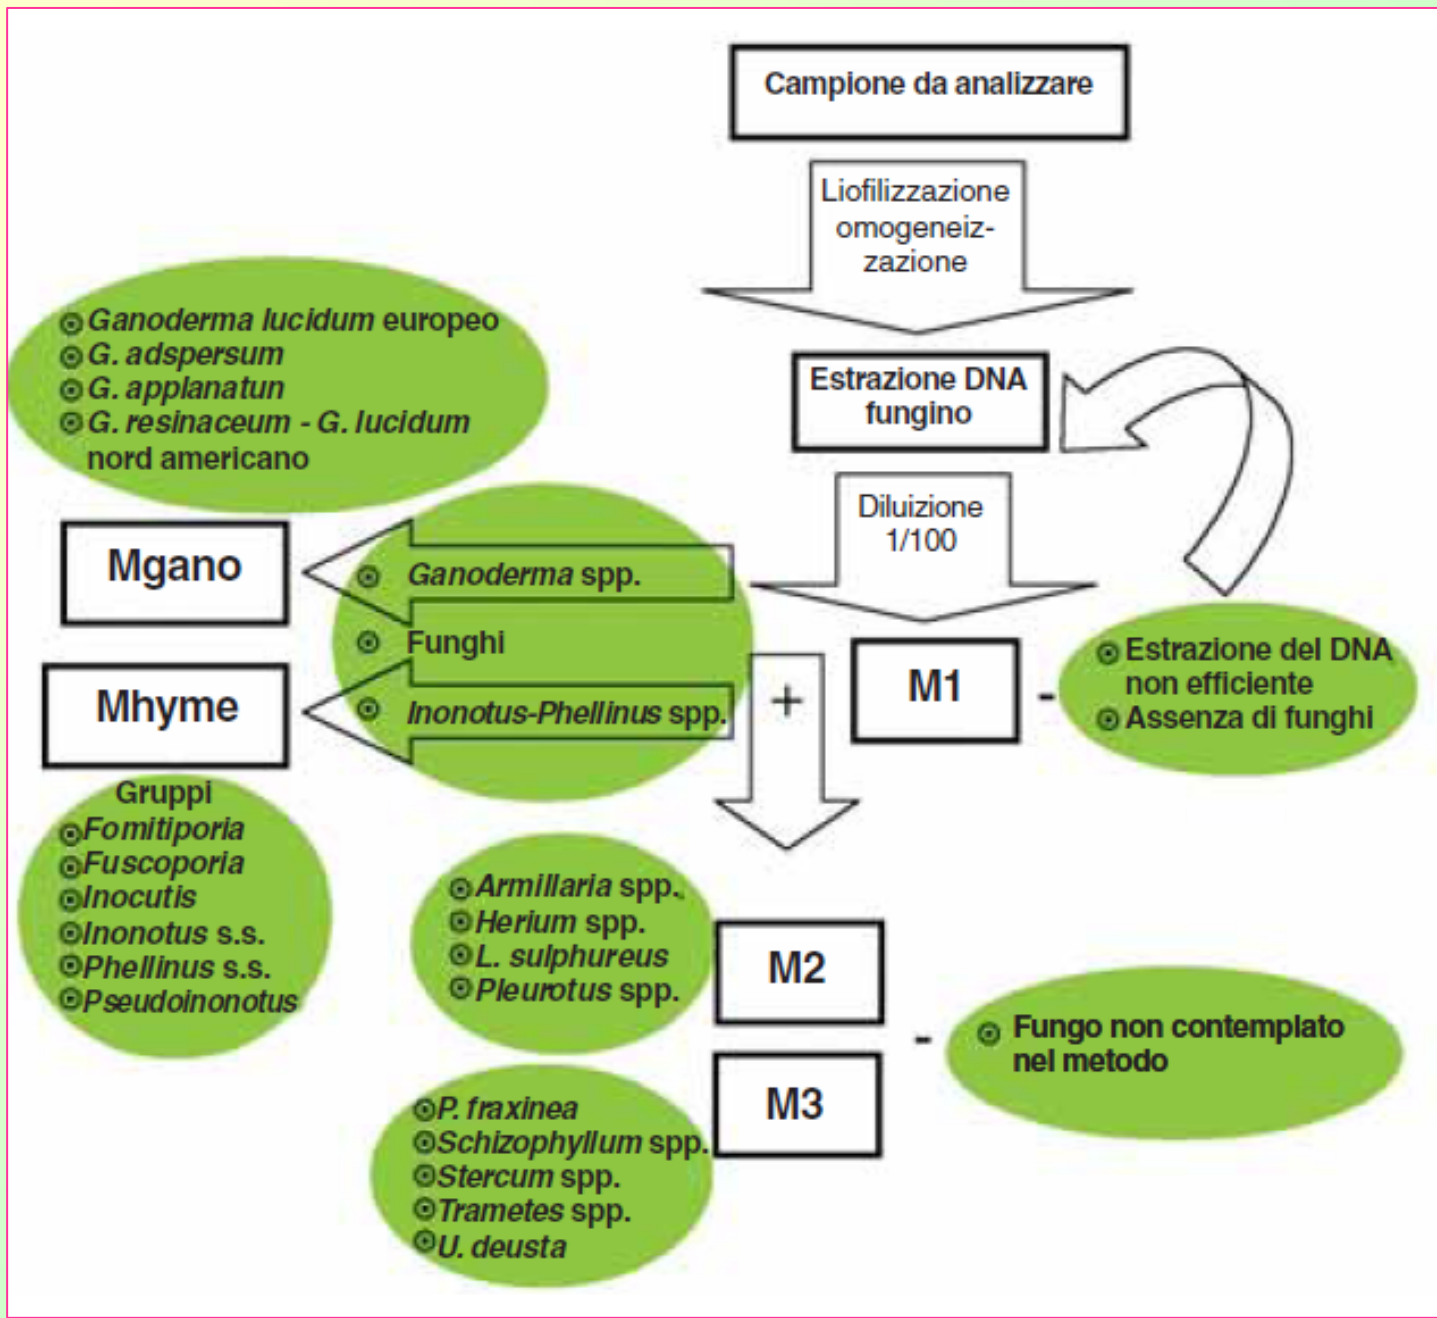 Campione da analizzare
Liofilizzazione
omogeneiz-
zazione
Ganoderma lucidum europeo
G. adspersum
G. applanatun
G. resinaceum - G. lucidum
nord americano
Estrazione DNA
fungino
Diluizione
1/100
Mgano
Ganoderma spp.
Funghi
Mhyme
Inonotus-Phellinus spp.
+
M1
-
Estrazione del DNA
non efficiente
Assenza di funghi
Gruppi
Fomitiporia
Fuscoporia
Inocutis
Inonotus s.s.
Phellinus s.s.
Pseudoinonotus
Armillaria spp.
Herium spp.
L. sulphureus
Pleurotus spp.
M2
-
Fungo non contemplato
nel metodo
M3
P. fraxinea
Schizophyllum spp.
Stercum spp.
Trametes spp.
U. deusta